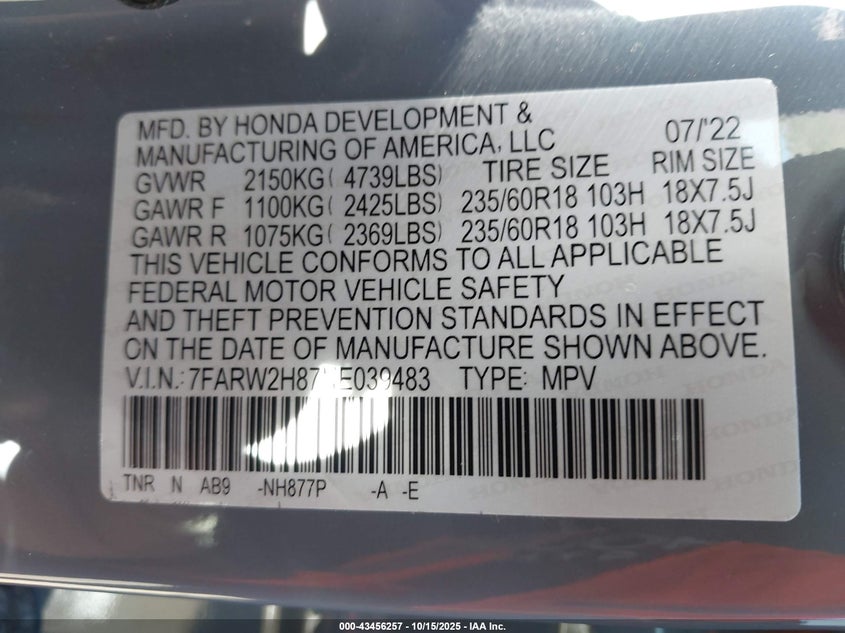 MFD. BY HONDA DEVELOPMENT &
MANUFACTURING OF AMERICA, LLC 07/'22
GVWR 2150KG( 4739LBS) TIRE SIZE RIM SIZE
GAWR F 1100KG( 2425LBS) 235/60R18 103H 18X7.5J
GAWR R 1075KG( 2369LBS) 235/60R18 103H 18X7.5J
THIS VEHICLE CONFORMS TO ALL APPLICABLE
FEDERAL MOTOR VEHICLE SAFETY
AND THEFT PREVENTION STANDARDS IN EFFECT
ON THE DATE OF MANUFACTURE SHOWN ABOVE.
V.I.N.: TYPE: MPV
TNR N AB9 -NH877P -A -E
000-43456257 - 10/15/2025 - IAA Inc.